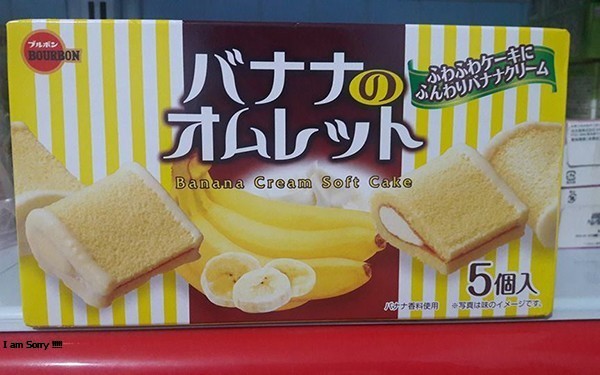 ブルボン
BOURBON
バナナの
オムレット
ふわふわケーキに
ふんわりバナナクリーム
Banana Cream Soft Cake
5個入
バナナ香料使用 ※写真は味のイメージです。
I am Sorry !!!!!